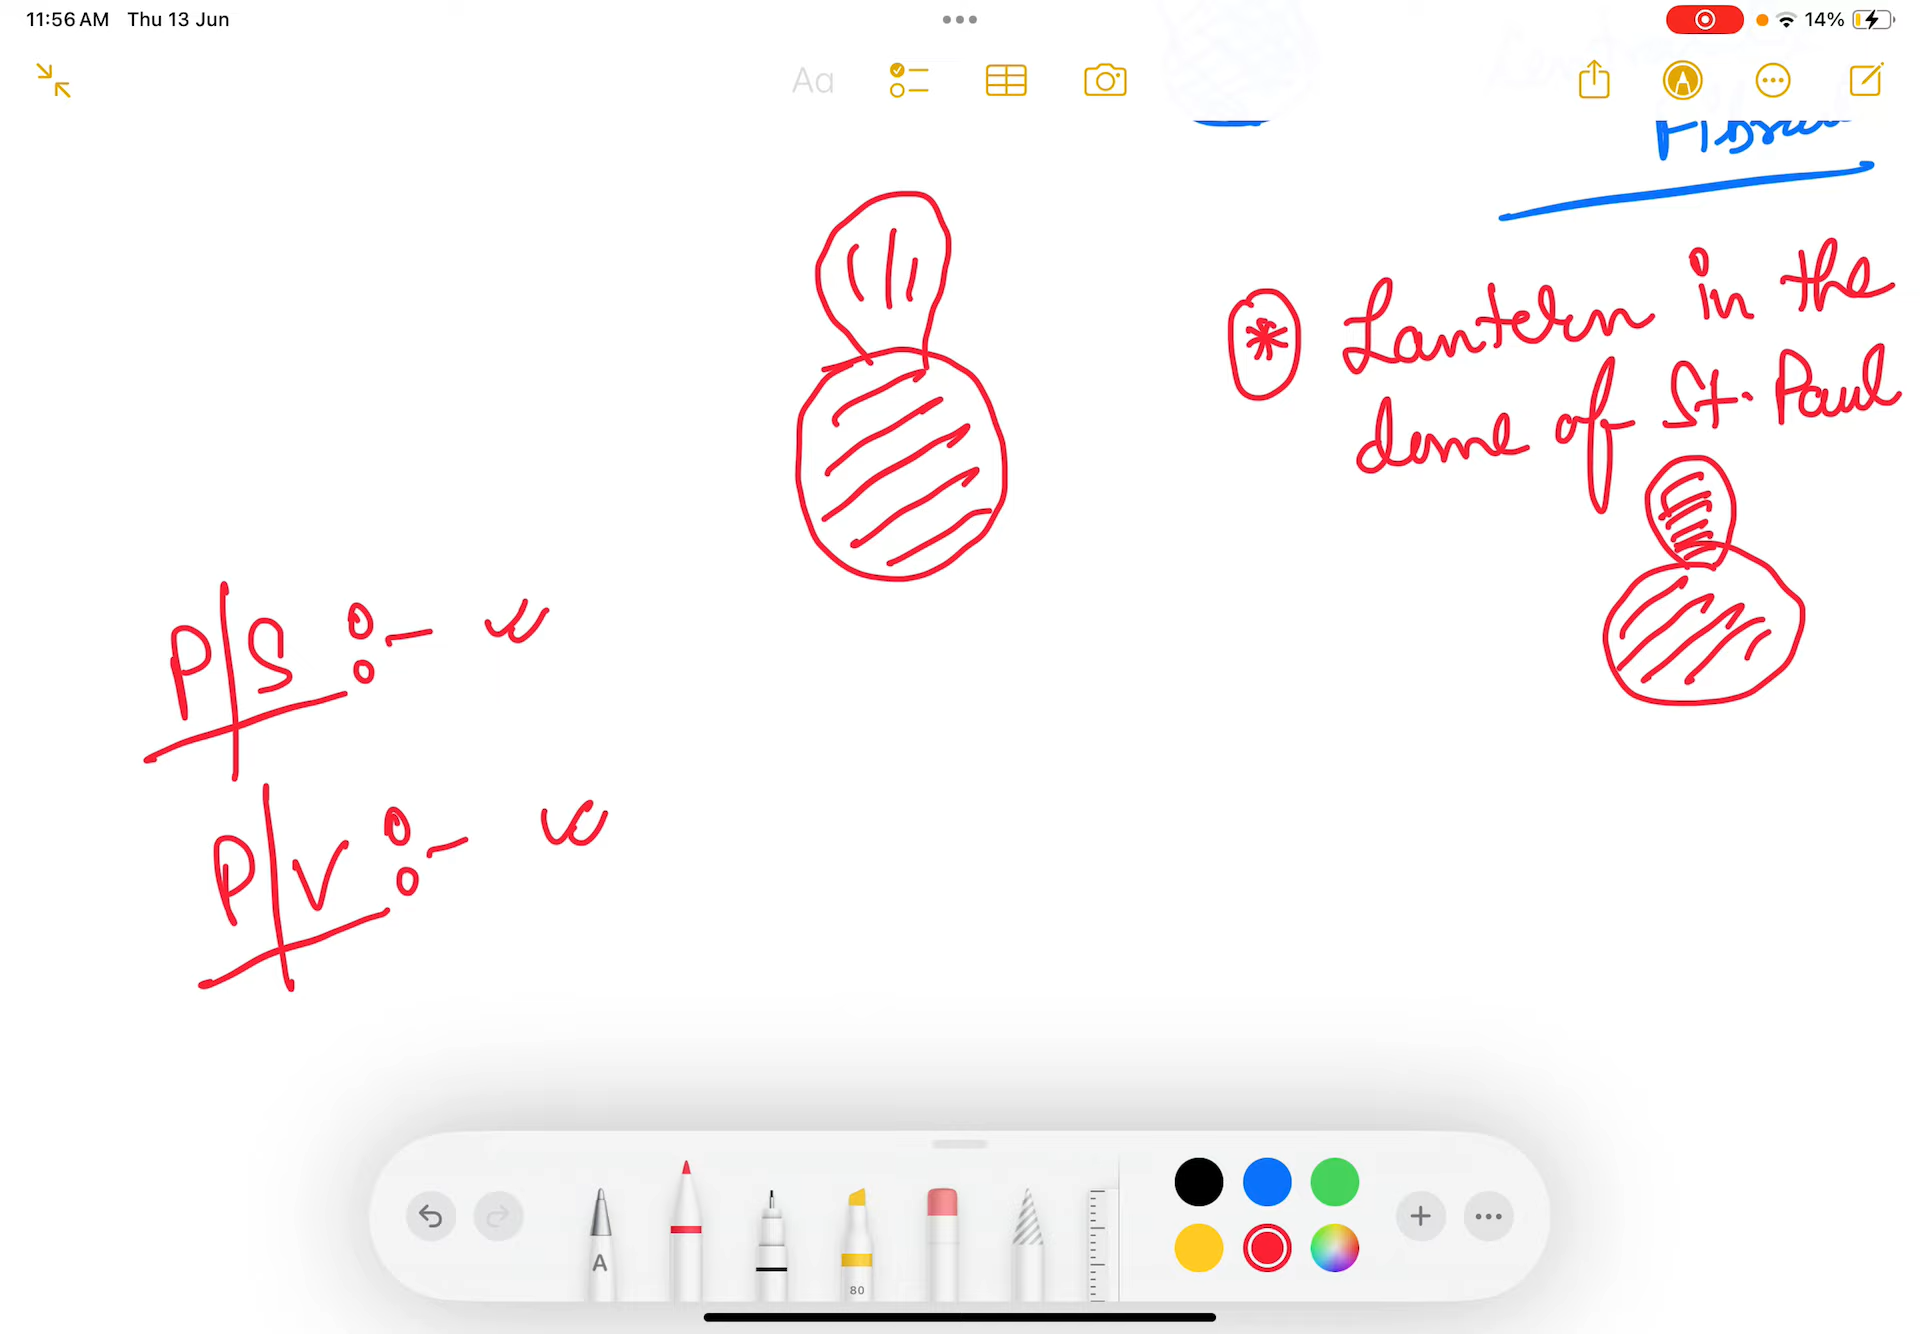 11:56 AM Thu 13 Jun
14%
Aa
* Lantern in the
dome of St. Paul
P/S :-
P/V :-
A
80